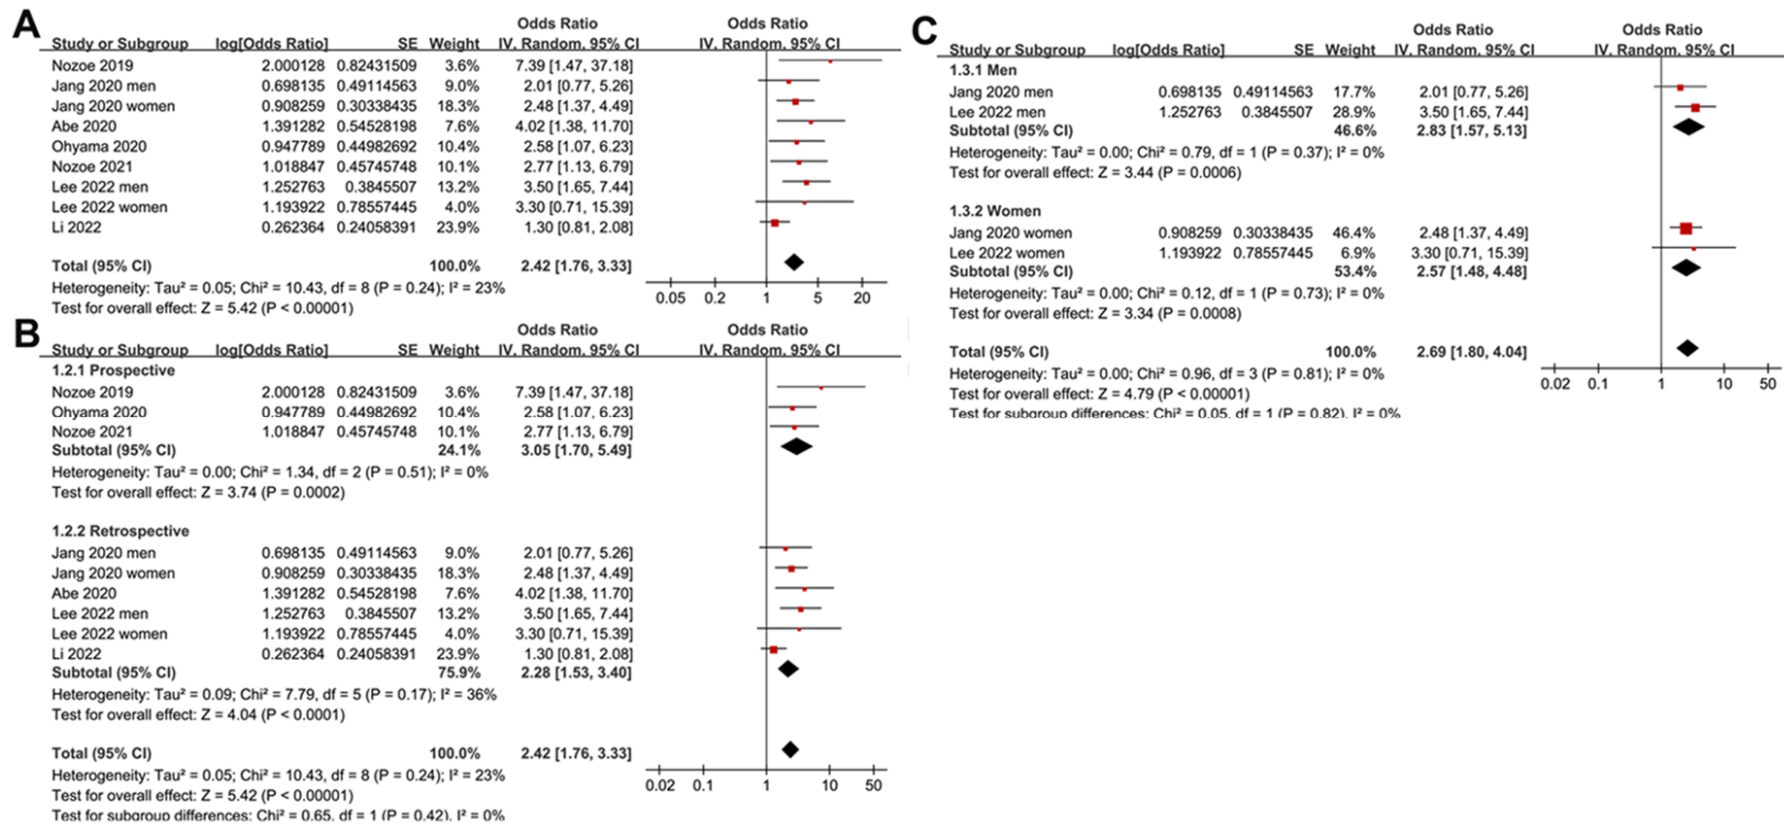 A
Odds Ratio Odds Ratio
Study or Subgroup log[Odds Ratio] SE Weight IV, Random, 95% CI IV, Random, 95% CI
Nozoe 2019 2.000128 0.82431509 3.6% 7.39 [1.47, 37.18]
Jang 2020 men 0.698135 0.49114563 9.0% 2.01 [0.77, 5.26]
Jang 2020 women 0.908259 0.30338435 18.3% 2.48 [1.37, 4.49]
Abe 2020 1.391282 0.54528198 7.6% 4.02 [1.38, 11.70]
Ohyama 2020 0.947789 0.44982692 10.4% 2.58 [1.07, 6.23]
Nozoe 2021 1.018847 0.45745748 10.1% 2.77 [1.13, 6.79]
Lee 2022 men 1.252763 0.3845507 13.2% 3.50 [1.65, 7.44]
Lee 2022 women 1.193922 0.78557445 4.0% 3.30 [0.71, 15.39]
Li 2022 0.262364 0.24058391 23.9% 1.30 [0.81, 2.08]
Total (95% CI) 100.0% 2.42 [1.76, 3.33]
Heterogeneity: Tau² = 0.05; Chi² = 10.43, df = 8 (P = 0.24); I² = 23%
Test for overall effect: Z = 5.42 (P < 0.00001)
0.05 0.2 1 5 20
B
Odds Ratio Odds Ratio
Study or Subgroup log[Odds Ratio] SE Weight IV, Random, 95% CI IV, Random, 95% CI
1.2.1 Prospective
Nozoe 2019 2.000128 0.82431509 3.6% 7.39 [1.47, 37.18]
Ohyama 2020 0.947789 0.44982692 10.4% 2.58 [1.07, 6.23]
Nozoe 2021 1.018847 0.45745748 10.1% 2.77 [1.13, 6.79]
Subtotal (95% CI) 24.1% 3.05 [1.70, 5.49]
Heterogeneity: Tau² = 0.00; Chi² = 1.34, df = 2 (P = 0.51); I² = 0%
Test for overall effect: Z = 3.74 (P = 0.0002)
1.2.2 Retrospective
Jang 2020 men 0.698135 0.49114563 9.0% 2.01 [0.77, 5.26]
Jang 2020 women 0.908259 0.30338435 18.3% 2.48 [1.37, 4.49]
Abe 2020 1.391282 0.54528198 7.6% 4.02 [1.38, 11.70]
Lee 2022 men 1.252763 0.3845507 13.2% 3.50 [1.65, 7.44]
Lee 2022 women 1.193922 0.78557445 4.0% 3.30 [0.71, 15.39]
Li 2022 0.262364 0.24058391 23.9% 1.30 [0.81, 2.08]
Subtotal (95% CI) 75.9% 2.28 [1.53, 3.40]
Heterogeneity: Tau² = 0.09; Chi² = 7.79, df = 5 (P = 0.17); I² = 36%
Test for overall effect: Z = 4.04 (P < 0.0001)
Total (95% CI) 100.0% 2.42 [1.76, 3.33]
Heterogeneity: Tau² = 0.05; Chi² = 10.43, df = 8 (P = 0.24); I² = 23%
Test for overall effect: Z = 5.42 (P < 0.00001)
Test for subgroup differences: Chi² = 0.65, df = 1 (P = 0.42), I² = 0%
0.02 0.1 1 10 50
C
Odds Ratio Odds Ratio
Study or Subgroup log[Odds Ratio] SE Weight IV, Random, 95% CI IV, Random, 95% CI
1.3.1 Men
Jang 2020 men 0.698135 0.49114563 17.7% 2.01 [0.77, 5.26]
Lee 2022 men 1.252763 0.3845507 28.9% 3.50 [1.65, 7.44]
Subtotal (95% CI) 46.6% 2.83 [1.57, 5.13]
Heterogeneity: Tau² = 0.00; Chi² = 0.79, df = 1 (P = 0.37); I² = 0%
Test for overall effect: Z = 3.44 (P = 0.0006)
1.3.2 Women
Jang 2020 women 0.908259 0.30338435 46.4% 2.48 [1.37, 4.49]
Lee 2022 women 1.193922 0.78557445 6.9% 3.30 [0.71, 15.39]
Subtotal (95% CI) 53.4% 2.57 [1.48, 4.48]
Heterogeneity: Tau² = 0.00; Chi² = 0.12, df = 1 (P = 0.73); I² = 0%
Test for overall effect: Z = 3.34 (P = 0.0008)
Total (95% CI) 100.0% 2.69 [1.80, 4.04]
Heterogeneity: Tau² = 0.00; Chi² = 0.96, df = 3 (P = 0.81); I² = 0%
Test for overall effect: Z = 4.79 (P < 0.00001)
Test for subgroup differences: Chi² = 0.05, df = 1 (P = 0.82), I² = 0%
0.02 0.1 1 10 50